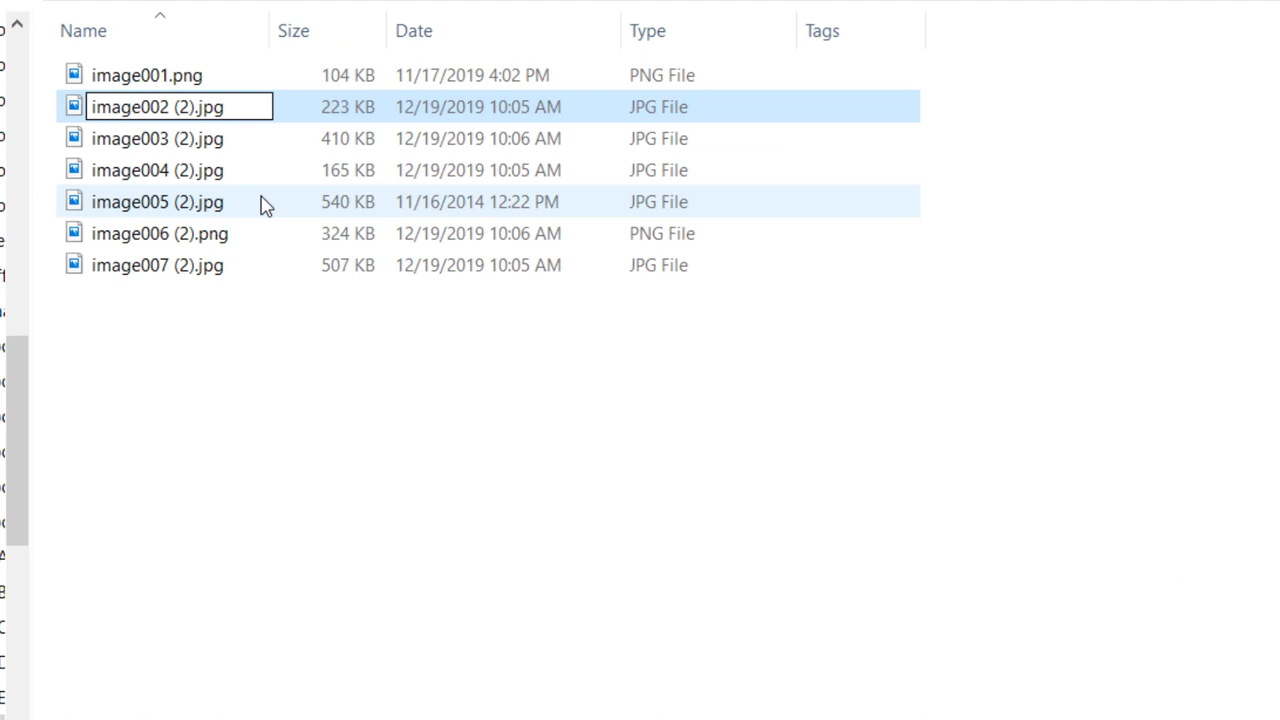 Name Size Date Type Tags
image001.png 104 KB 11/17/2019 4:02 PM PNG File
image002 (2).jpg 223 KB 12/19/2019 10:05 AM JPG File
image003 (2).jpg 410 KB 12/19/2019 10:06 AM JPG File
image004 (2).jpg 165 KB 12/19/2019 10:05 AM JPG File
image005 (2).jpg 540 KB 11/16/2014 12:22 PM JPG File
image006 (2).png 324 KB 12/19/2019 10:06 AM PNG File
image007 (2).jpg 507 KB 12/19/2019 10:05 AM JPG File